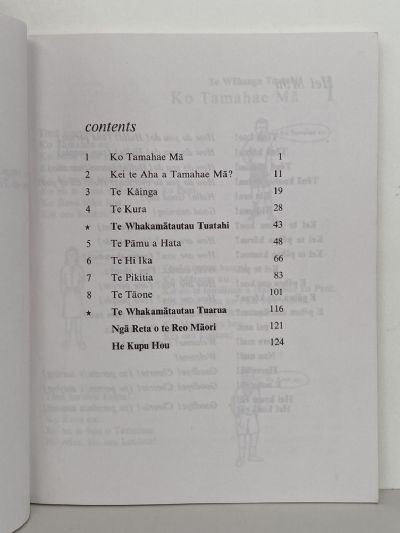 contents
1 Ko Tamahae Mā 1
2 Kei te Aha a Tamahae Mā? 11
3 Te Kāinga 19
4 Te Kura 28
★ Te Whakamātautau Tuatahi 43
5 Te Pāmu a Hata 48
6 Te Hī Ika 66
7 Te Pikitia 83
8 Te Tāone 101
★ Te Whakamātautau Tuarua 116
Ngā Reta o te Reo Māori 121
He Kupu Hou 124